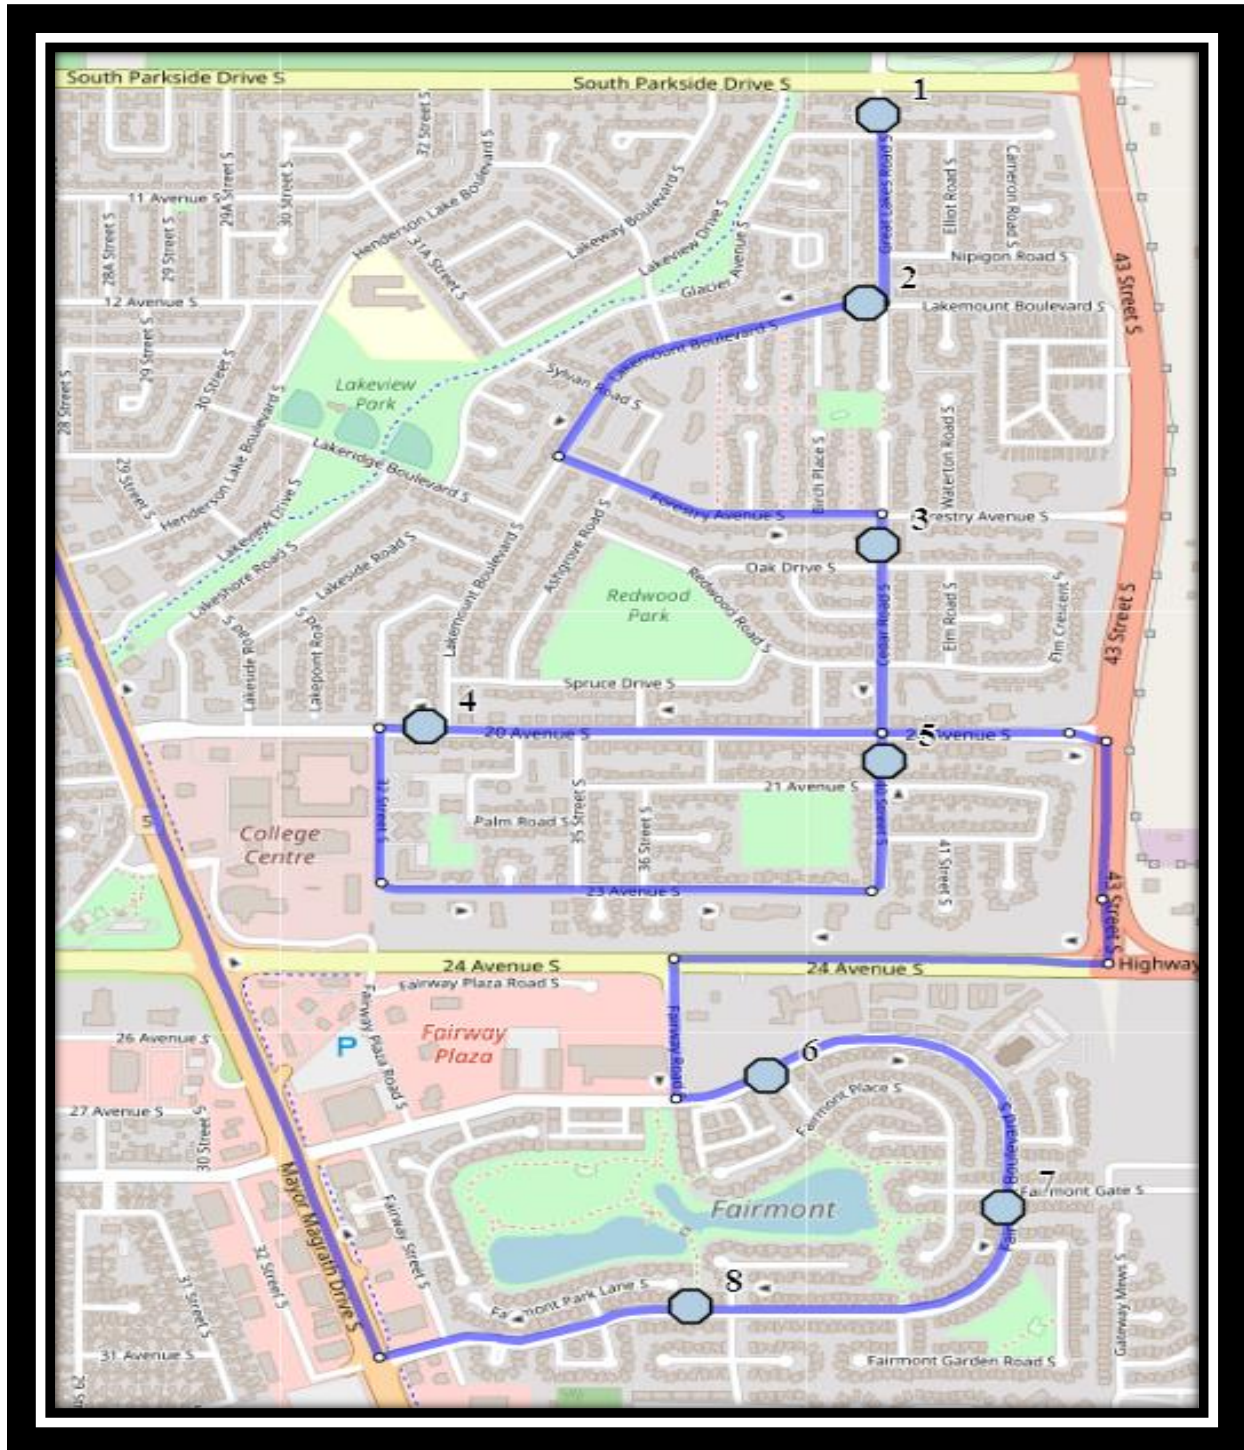 South Parkside Drive S
South Parkside Drive S
1
32 Street S
11 Avenue S
29A Street S
30 Street S
28A Street S
29 Street S
Henderson Lake Boulevard S
31A Street S
Lakeway Boulevard S
Lakeview Drive S
Glacier Avenue S
Great Lakes Road S
Elliot Road S
Cameron Road S
Nipigon Road S
2
12 Avenue S
Lakemount Boulevard S
43 Street S
29 Street S
28 Street S
30 Street S
Lakeview
Park
Sylvan Road S
Lakemount Boulevard S
Henderson Lake Boulevard S
Lakeridge Boulevard S
29 Street S
Lakeview Drive S
Birch Place S
Waterton Road S
Forestry Avenue S
3
Forestry Avenue S
Lakeshore Road S
Lakeside Road S
Lakemount Boulevard S
Ashgrove Road S
Redwood
Park
Redwood Road S
Oak Drive S
Cedar Road S
Elm Road S
Elm Crescent S
43 Street S
Lakeside Road S
Lakepoint Road S
Spruce Drive S
4
20 Avenue S
5
20 Avenue S
5
College
Centre
Palm Road S
35 Street S
36 Street S
21 Avenue S
41 Street S
23 Avenue S
43 Street S
24 Avenue S
24 Avenue S
Highway
Fairway Plaza Road S
Fairway Plaza Road S
Fairway
Plaza
P
26 Avenue S
27 Avenue S
30 Street S
Fairway Road S
6
Fairmont Place S
7
Fairmont Gate S
Fairmont
Mayor Magrath Drive S
Fairway Street S
32 Street S
31 Street S
31 Avenue S
Fairmont Park Lane S
8
Gateway Mews S
Fairmont Garden Road S